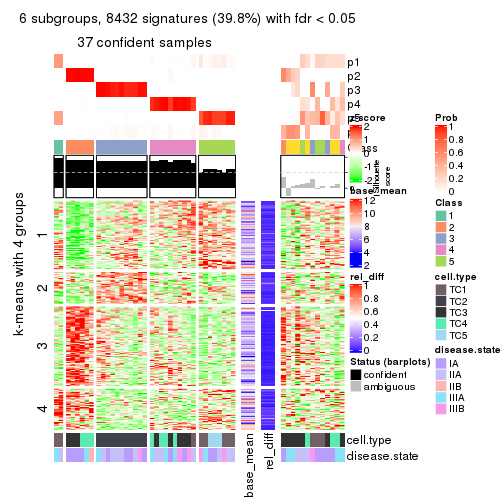 6 subgroups, 8432 signatures (39.8%) with fdr < 0.05
37 confident samples
p1
p2
p3
p4
k-means with 4 groups
1
2
3
4
base_mean
rel_diff
cell.type
disease.state
z-score
2
1
0
-2
Silhouette
score
base_mean
12
10
8
6
4
2
rel_diff
1
0.8
0.6
0.4
0.2
0
Status (barplots)
confident
ambiguous
Prob
1
0.8
0.6
0.4
0.2
0
Class
1
2
3
4
5
cell.type
TC1
TC2
TC3
TC4
TC5
disease.state
IA
IIA
IIB
IIIA
IIIB